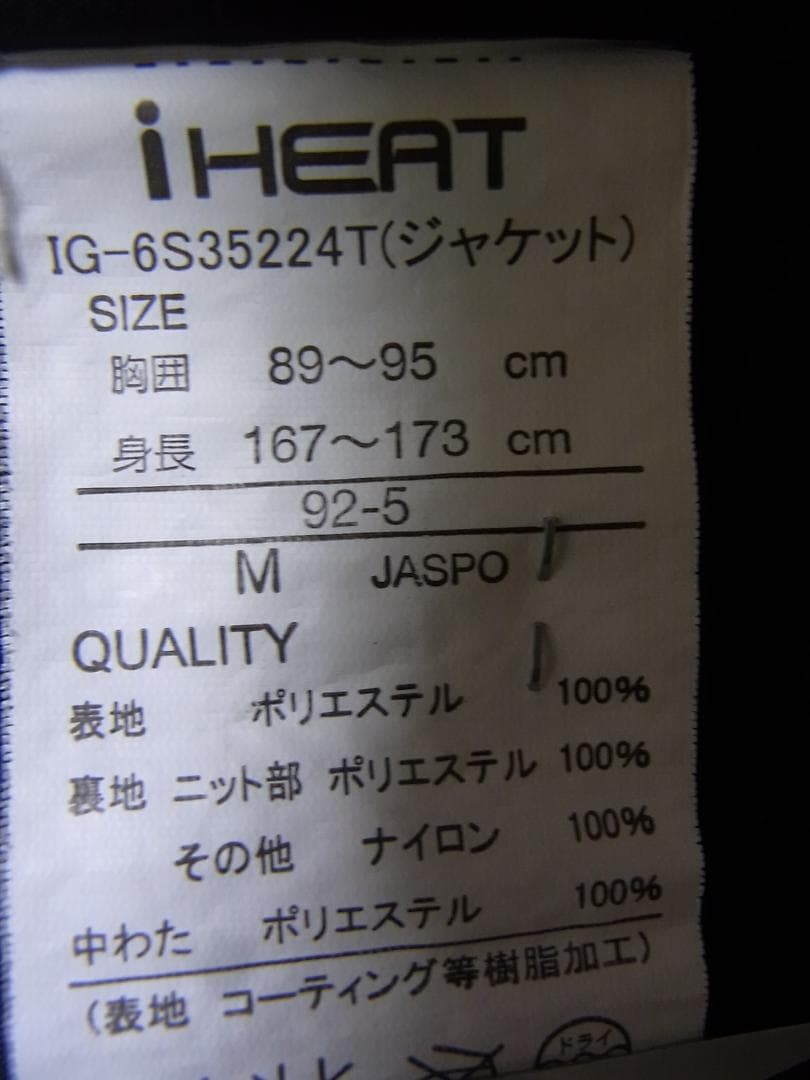 iHEAT
IG-6S35224T(ジャケット)
SIZE
胸囲 89～95 cm
身長 167～173 cm
92-5
M JASPO
QUALITY
表地 ポリエステル 100%
裏地 ニット部 ポリエステル 100%
その他 ナイロン 100%
中わた ポリエステル 100%
(表地 コーティング等樹脂加工)
ドライ